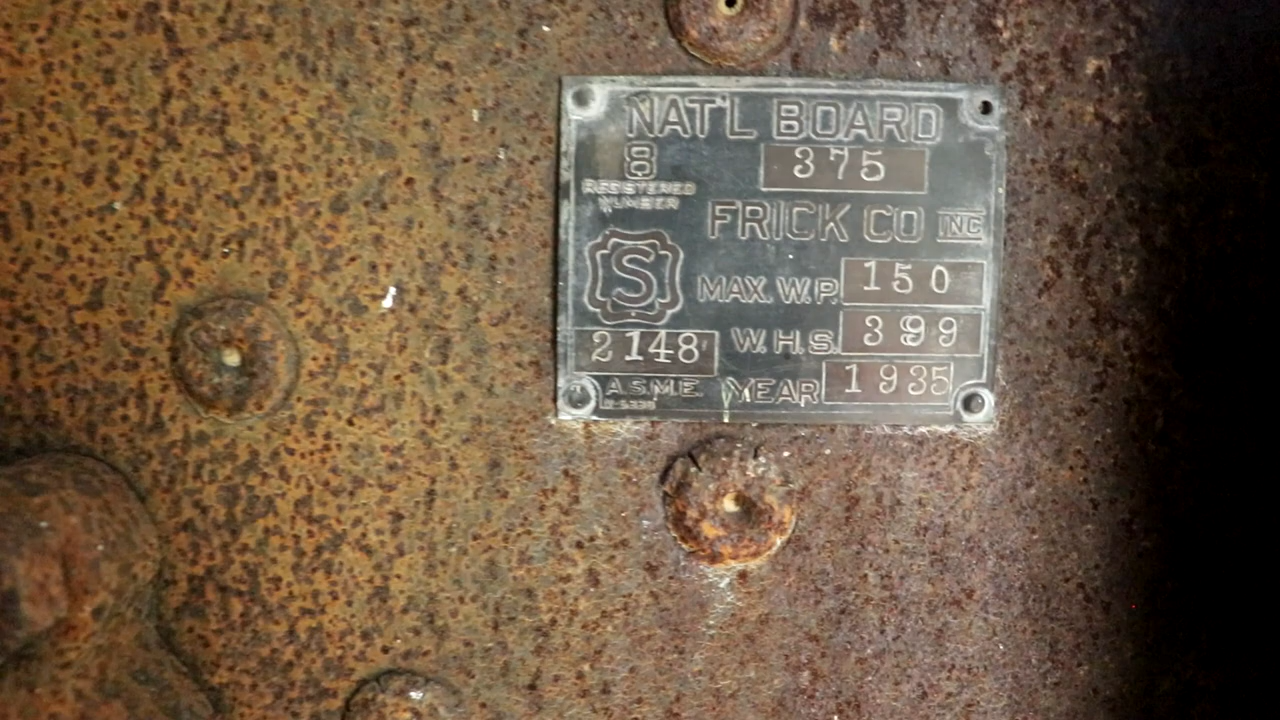 NAT'L BOARD
8 375
REGISTERED
NUMBER
FRICK CO INC
S
MAX. W.P. 150
W.H.S. 399
2148
A.S.M.E. YEAR 1935